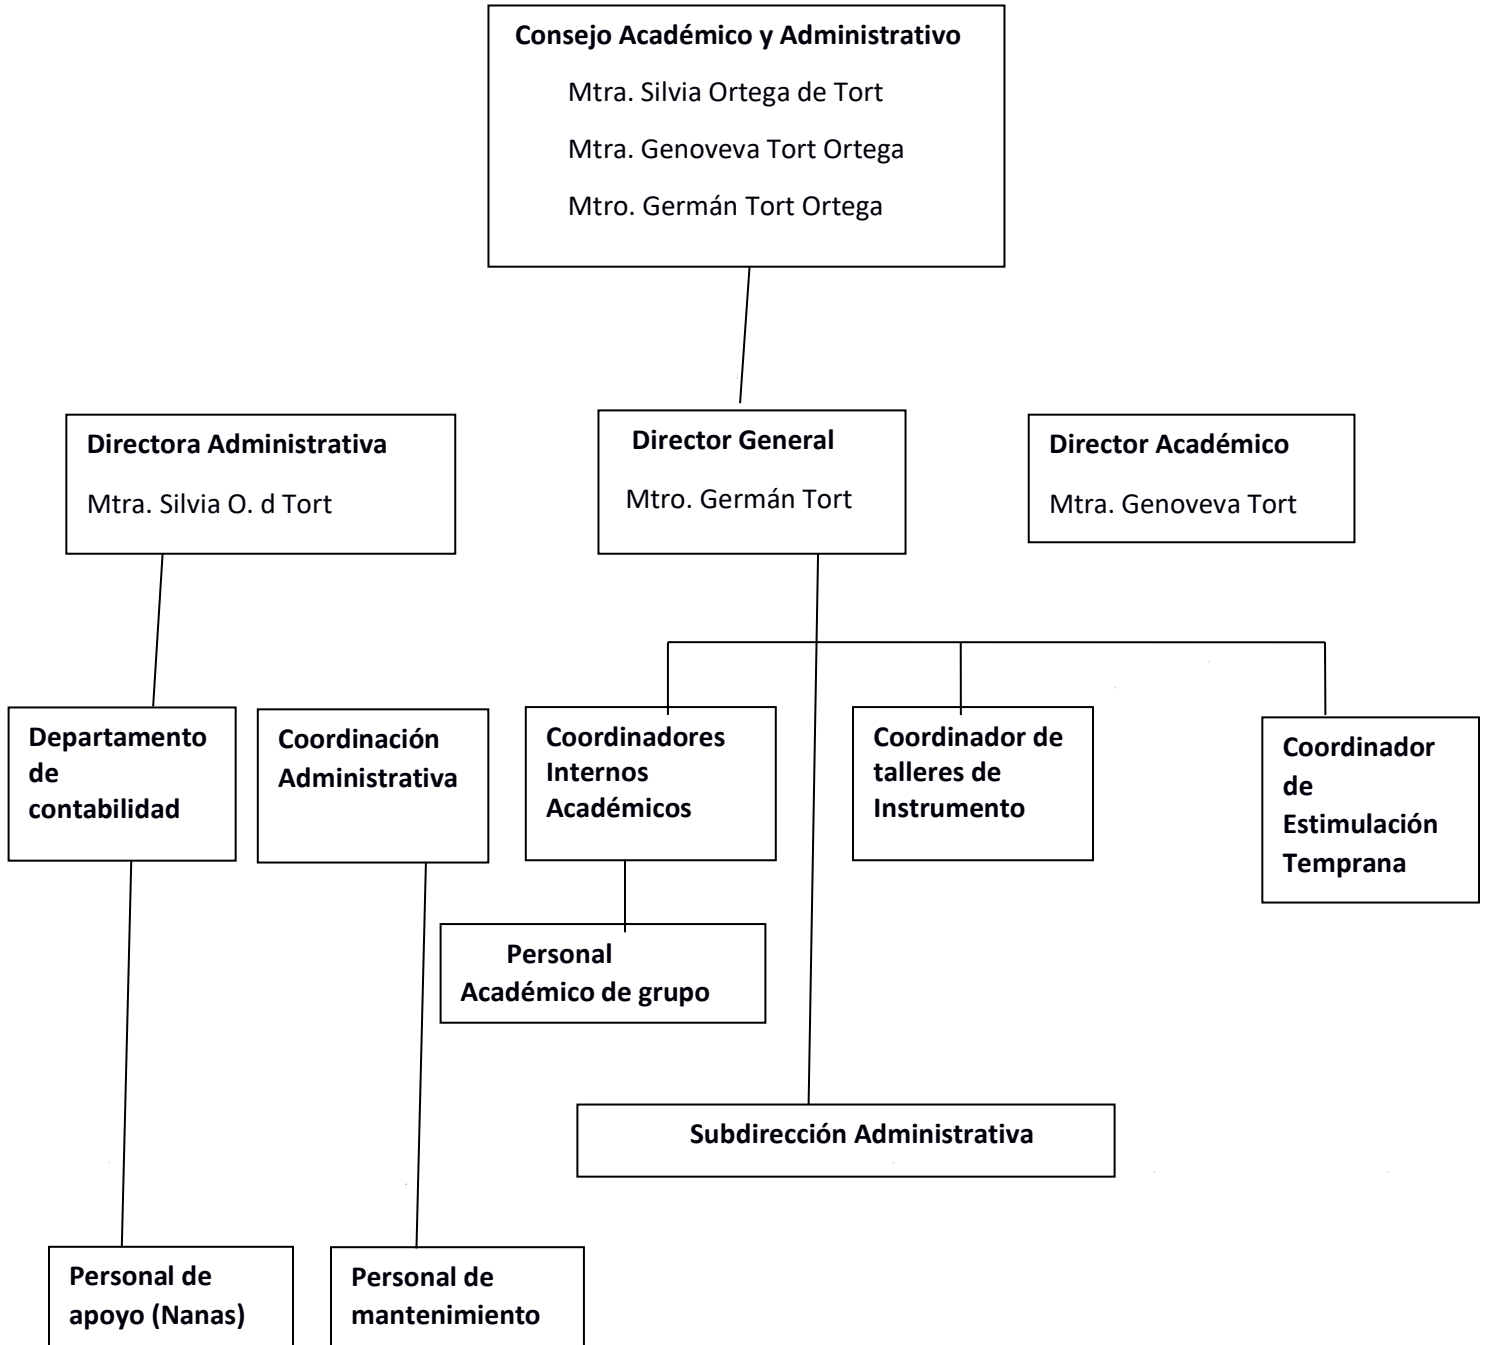 Consejo Académico y Administrativo
Mtra. Silvia Ortega de Tort
Mtra. Genoveva Tort Ortega
Mtro. Germán Tort Ortega
Directora Administrativa
Mtra. Silvia O. d Tort
Director General
Mtro. Germán Tort
Director Académico
Mtra. Genoveva Tort
Departamento
de
contabilidad
Coordinación
Administrativa
Coordinadores
Internos
Académicos
Coordinador de
talleres de
Instrumento
Coordinador
de
Estimulación
Temprana
Personal
Académico de grupo
Subdirección Administrativa
Personal de
apoyo (Nanas)
Personal de
mantenimiento